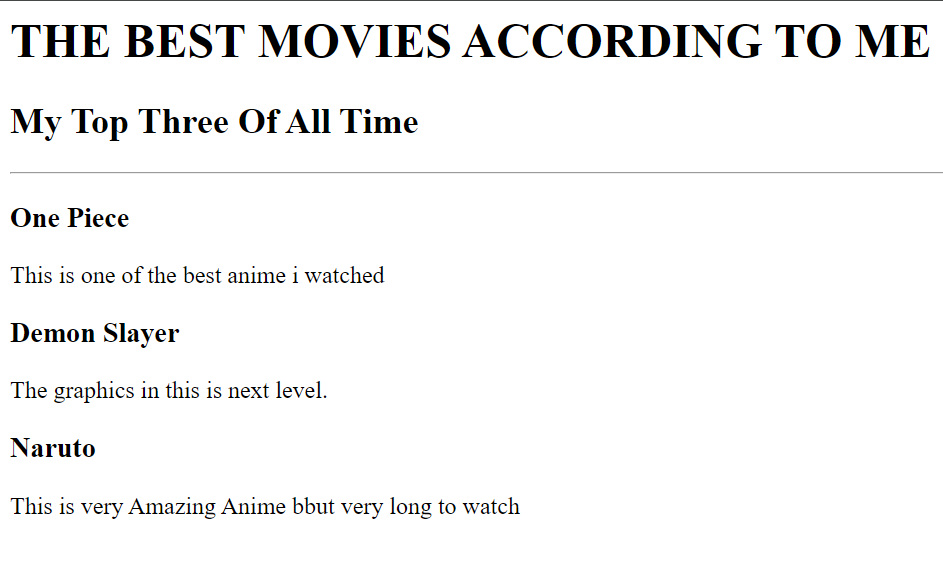 THE BEST MOVIES ACCORDING TO ME
My Top Three Of All Time
One Piece
This is one of the best anime i watched
Demon Slayer
The graphics in this is next level.
Naruto
This is very Amazing Anime bbut very long to watch